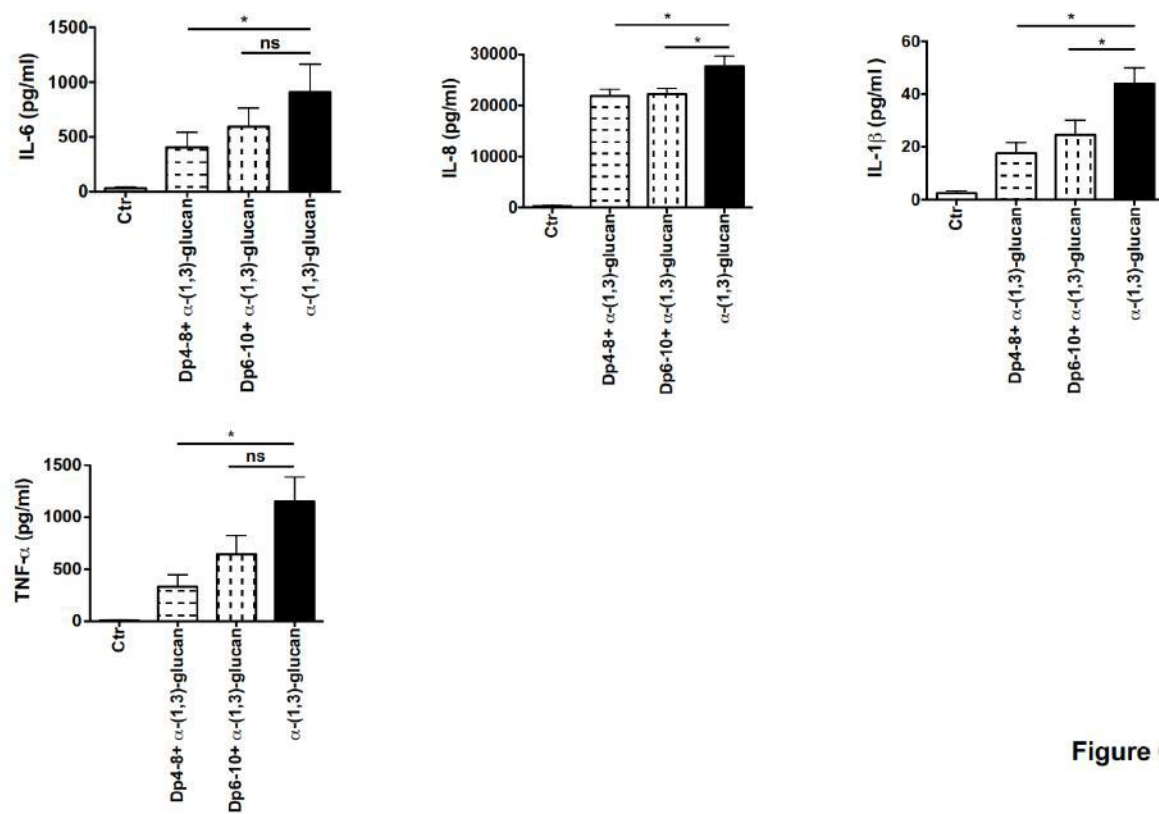 *
ns
1500
1000
500
0
IL-6 (pg/ml)
Ctr
Dp4-8+ α-(1,3)-glucan
Dp6-10+ α-(1,3)-glucan
α-(1,3)-glucan
*
*
30000
20000
10000
0
IL-8 (pg/ml)
Ctr
Dp4-8+ α-(1,3)-glucan
Dp6-10+ α-(1,3)-glucan
α-(1,3)-glucan
*
*
60
40
20
0
IL-1β (pg/ml )
Ctr
Dp4-8+ α-(1,3)-glucan
Dp6-10+ α-(1,3)-glucan
α-(1,3)-glucan
*
ns
1500
1000
500
0
TNF-α (pg/ml)
Ctr
Dp4-8+ α-(1,3)-glucan
Dp6-10+ α-(1,3)-glucan
α-(1,3)-glucan
Figure